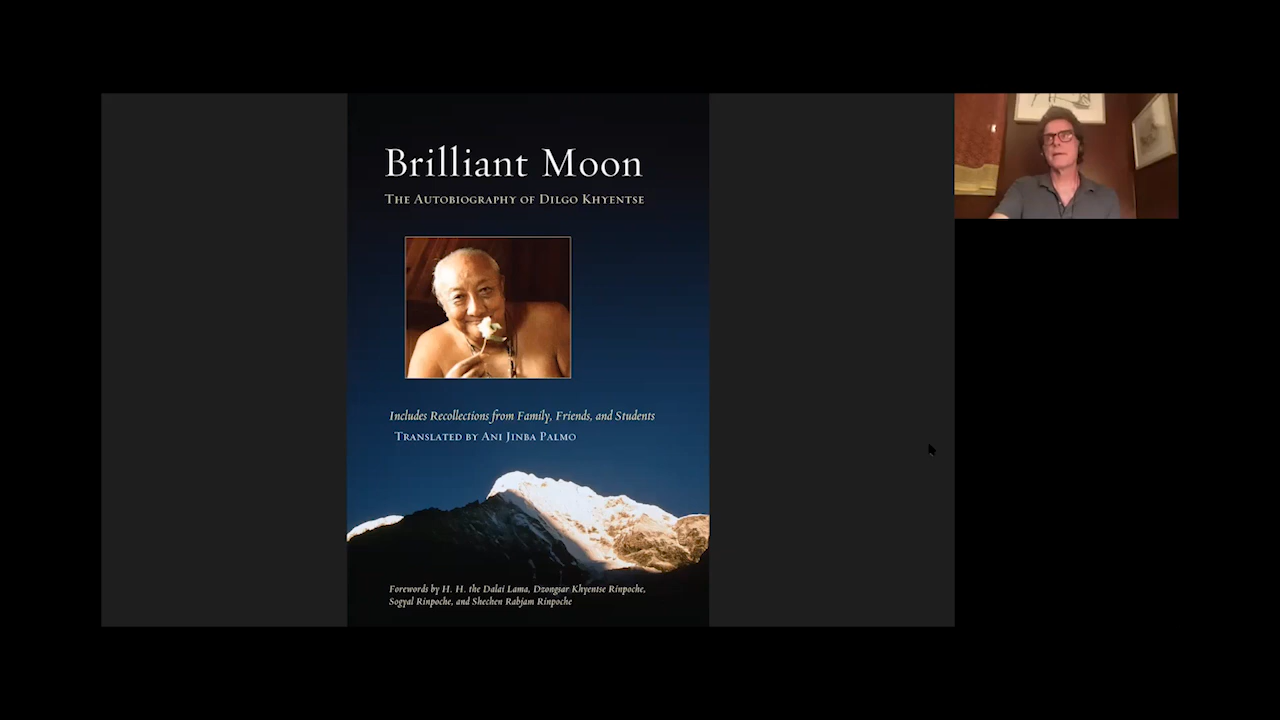 Brilliant Moon
The Autobiography of Dilgo Khyentse
Includes Recollections from Family, Friends, and Students
Translated by Ani Jinba Palmo
Forewords by H. H. the Dalai Lama, Dzongsar Khyentse Rinpoche,
Sogyal Rinpoche, and Shechen Rabjam Rinpoche